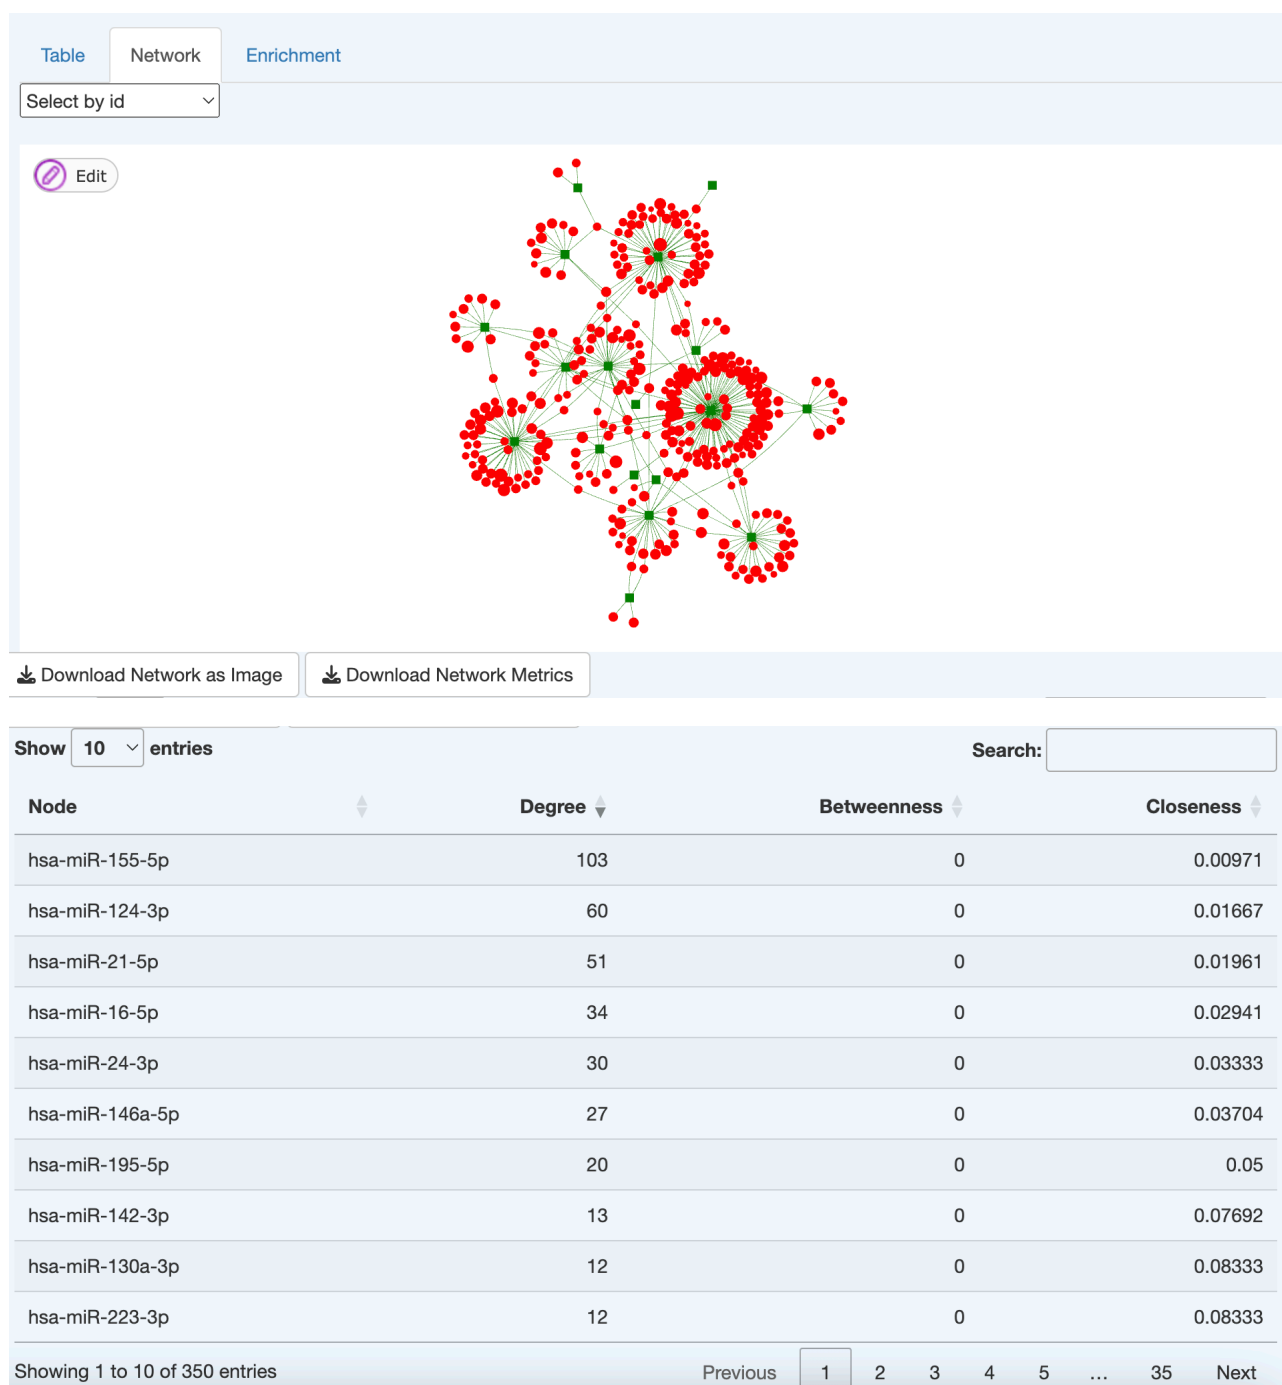 Table Network Enrichment
Select by id
Edit
Download Network as Image Download Network Metrics
Show 10 entries Search:
Node Degree Betweenness Closeness
hsa-miR-155-5p 103 0 0.00971
hsa-miR-124-3p 60 0 0.01667
hsa-miR-21-5p 51 0 0.01961
hsa-miR-16-5p 34 0 0.02941
hsa-miR-24-3p 30 0 0.03333
hsa-miR-146a-5p 27 0 0.03704
hsa-miR-195-5p 20 0 0.05
hsa-miR-142-3p 13 0 0.07692
hsa-miR-130a-3p 12 0 0.08333
hsa-miR-223-3p 12 0 0.08333
Showing 1 to 10 of 350 entries Previous 1 2 3 4 5 ... 35 Next